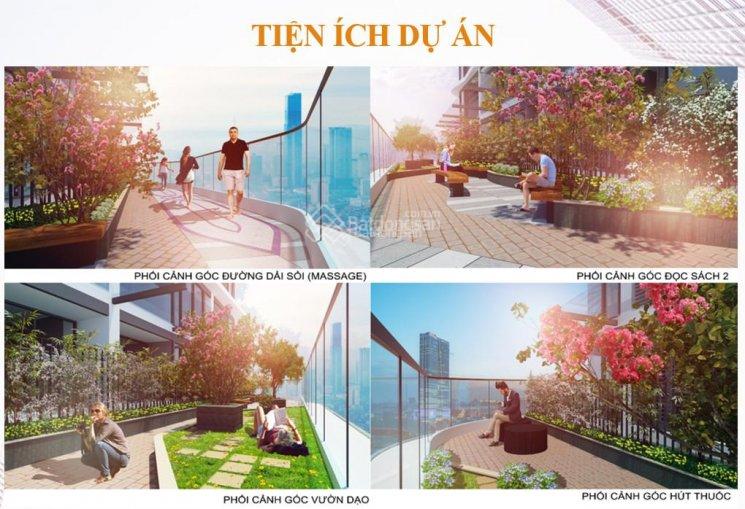 TIỆN ÍCH DỰ ÁN
PHỐI CẢNH GÓC ĐƯỜNG DẢI SỎI (MASSAGE)
PHỐI CẢNH GÓC ĐỌC SÁCH 2
Batdongsan
PHỐI CẢNH GÓC VƯỜN DẠO
PHỐI CẢNH GÓC HÚT THUỐC